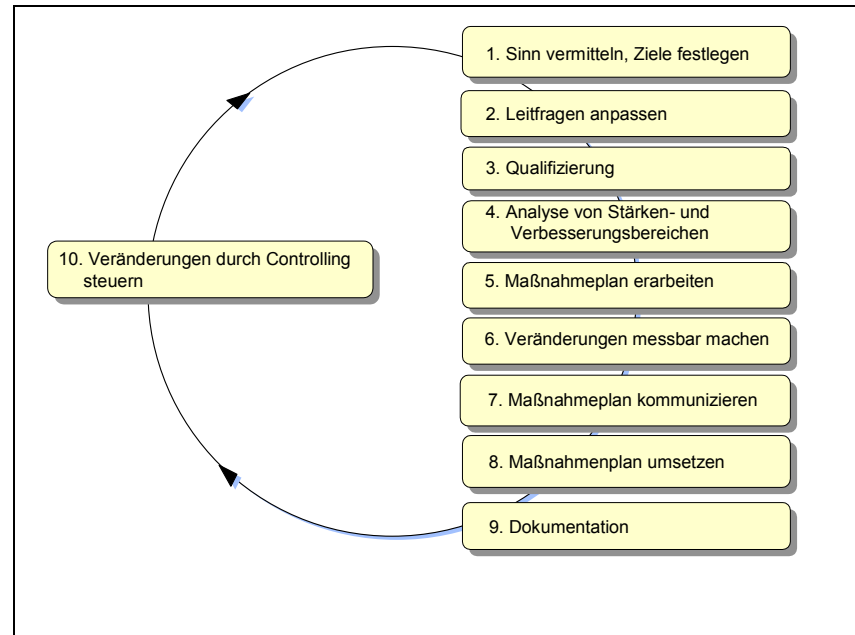 1. Sinn vermitteln, Ziele festlegen
2. Leitfragen anpassen
3. Qualifizierung
4. Analyse von Stärken- und
Verbesserungsbereichen
5. Maßnahmeplan erarbeiten
6. Veränderungen messbar machen
7. Maßnahmeplan kommunizieren
8. Maßnahmenplan umsetzen
9. Dokumentation
10. Veränderungen durch Controlling
steuern